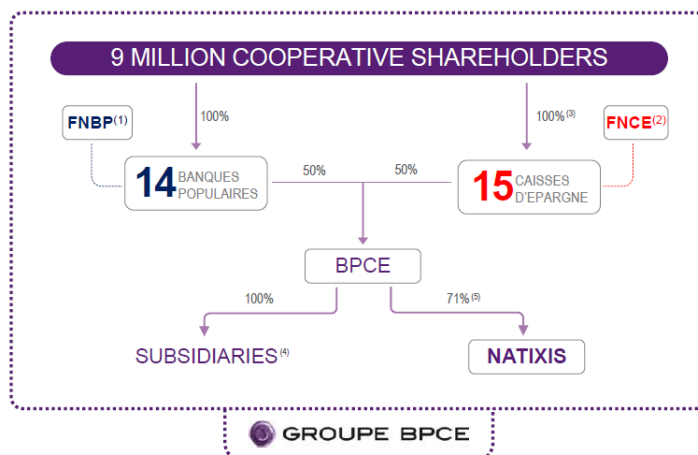 9 MILLION COOPERATIVE SHAREHOLDERS
100%
100% (3)
FNBP(1)
FNCE(2)
14 BANQUES POPULAIRES
50%
50%
15 CAISSES D'EPARGNE
BPCE
100%
71% (5)
SUBSIDIARIES (4)
NATIXIS
GROUPE BPCE